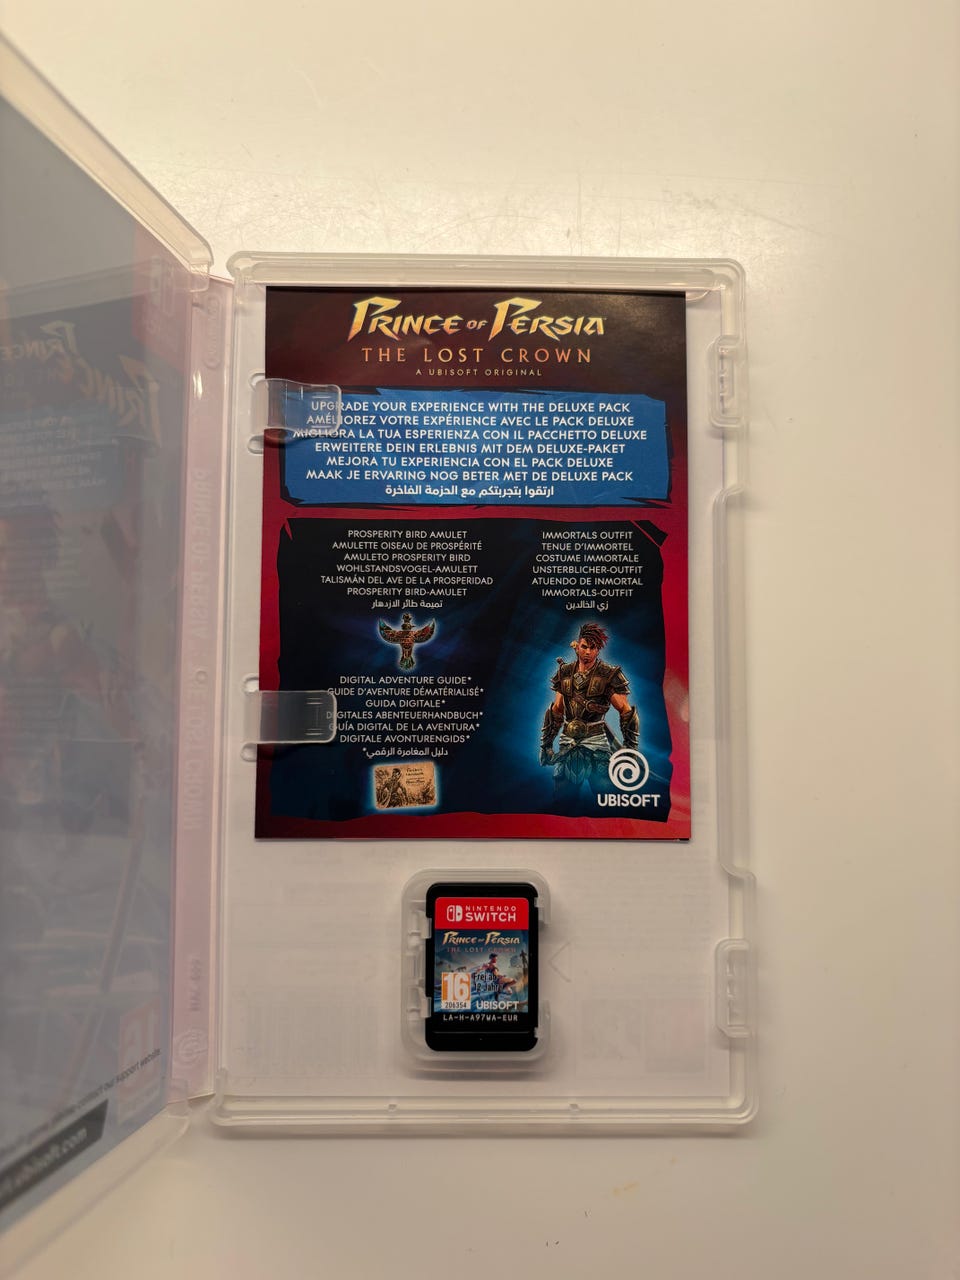 PRINCE OF PERSIA
THE LOST CROWN
A UBISOFT ORIGINAL
UPGRADE YOUR EXPERIENCE WITH THE DELUXE PACK
AMÉLIOREZ VOTRE EXPÉRIENCE AVEC LE PACK DELUXE
MIGLIORA LA TUA ESPERIENZA CON IL PACCHETTO DELUXE
ERWEITERE DEIN ERLEBNIS MIT DEM DELUXE-PAKET
MEJORA TU EXPERIENCIA CON EL PACK DELUXE
MAAK JE ERVARING NOG BETER MET DE DELUXE PACK
ارتقوا بتجربتكم مع الحزمة الفاخرة
PROSPERITY BIRD AMULET
AMULETTE OISEAU DE PROSPÉRITÉ
AMULETO PROSPERITY BIRD
WOHLSTANDSVOGEL-AMULETT
TALISMÁN DEL AVE DE LA PROSPERIDAD
PROSPERITY BIRD-AMULET
تميمة طائر الازدهار
IMMORTALS OUTFIT
TENUE D'IMMORTEL
COSTUME IMMORTALE
UNSTERBLICHER-OUTFIT
ATUENDO DE INMORTAL
IMMORTALS-OUTFIT
زي الخالدين
DIGITAL ADVENTURE GUIDE*
GUIDE D'AVENTURE DÉMATÉRIALISÉ*
GUIDA DIGITALE*
DIGITALES ABENTEUERHANDBUCH*
GUÍA DIGITAL DE LA AVENTURA*
DIGITALE AVONTURENGIDS*
دليل المغامرة الرقمي*
UBISOFT
NINTENDO
SWITCH
PRINCE OF PERSIA
THE LOST CROWN
16
206354
Frei ab
12 Jahre
UBISOFT
LA-H-A97WA-EUR